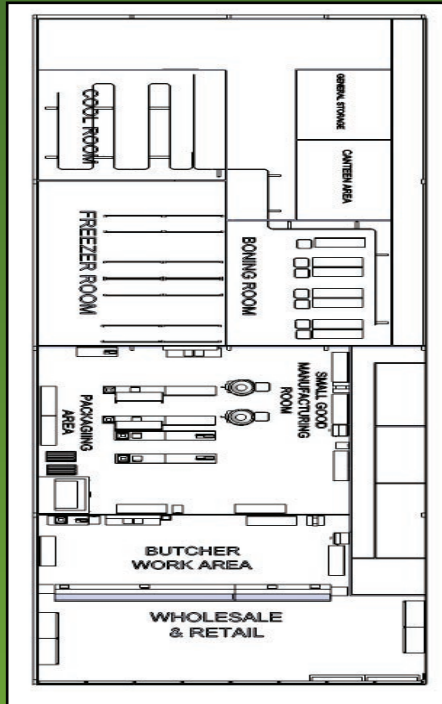 GENERAL STORAGE
CANTEEN AREA
COOL ROOM
FREEZER ROOM
BONING ROOM
SMALL GOOD
MANUFACTURING
ROOM
PACKAGIING
AREA
BUTCHER
WORK AREA
WHOLESALE
& RETAIL